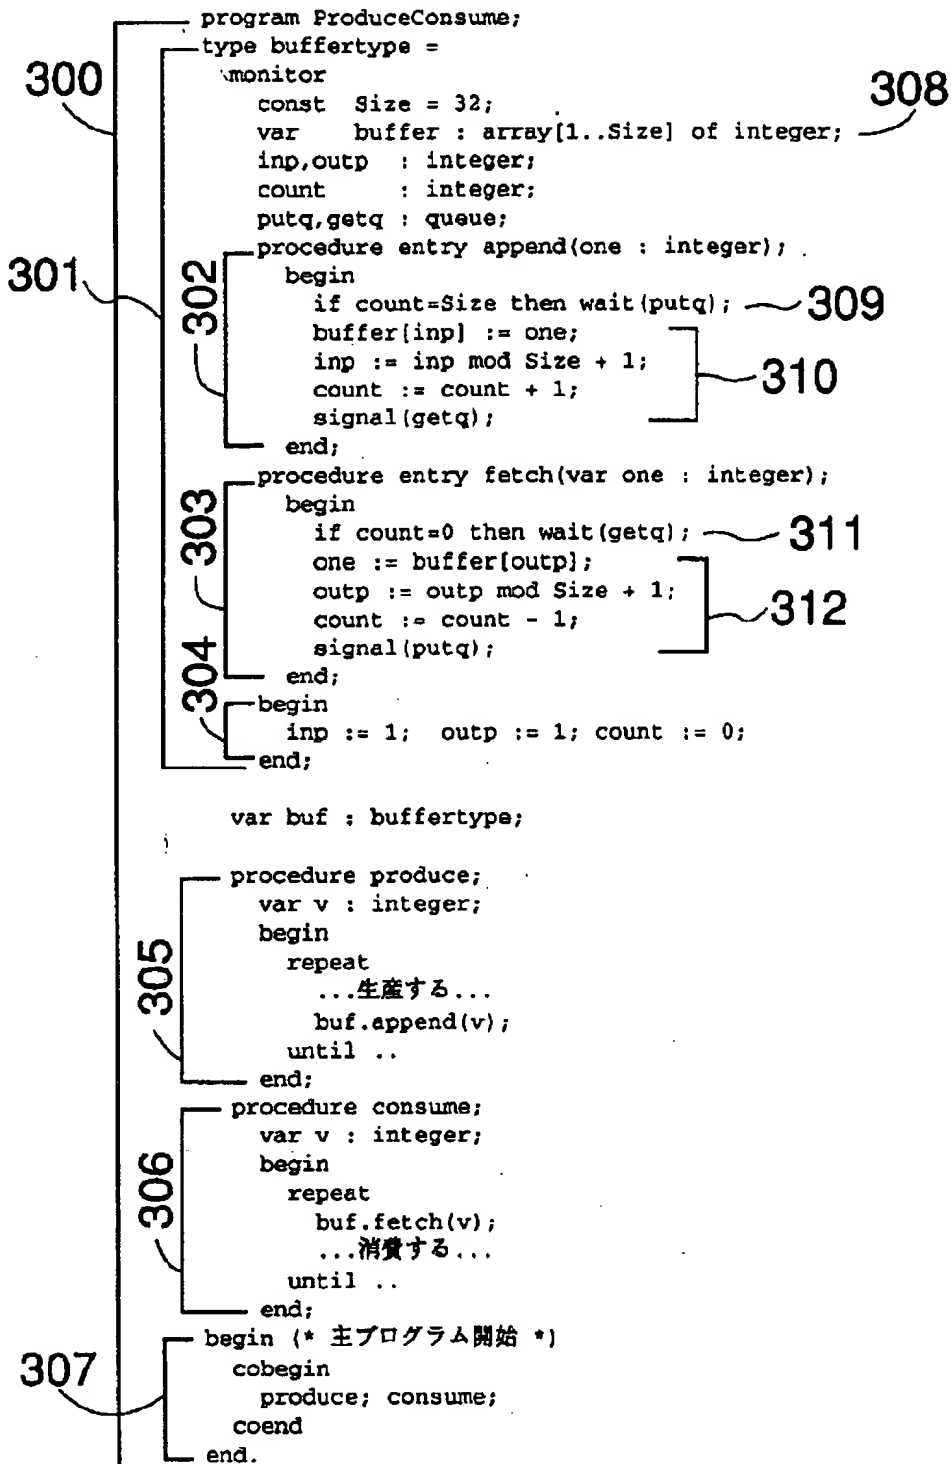 program ProduceConsume;
type buffertype =
monitor
300
const Size = 32;
308
var buffer : array[1..Size] of integer;
inp,outp : integer;
count : integer;
putq,getq : queue;
procedure entry append(one : integer);
301
302
begin
if count=Size then wait(putq);
309
buffer[inp] := one;
inp := inp mod Size + 1;
310
count := count + 1;
signal(getq);
end;
procedure entry fetch(var one : integer);
303
begin
if count=0 then wait(getq);
311
one := buffer[outp];
outp := outp mod Size + 1;
312
count := count - 1;
signal(putq);
end;
304
begin
inp := 1; outp := 1; count := 0;
end;
var buf : buffertype;
procedure produce;
var v : integer;
begin
305
repeat
...生産する...
buf.append(v);
until ..
end;
procedure consume;
var v : integer;
begin
306
repeat
buf.fetch(v);
...消費する...
until ..
end;
begin (* 主プログラム開始 *)
307
cobegin
produce; consume;
coend
end.